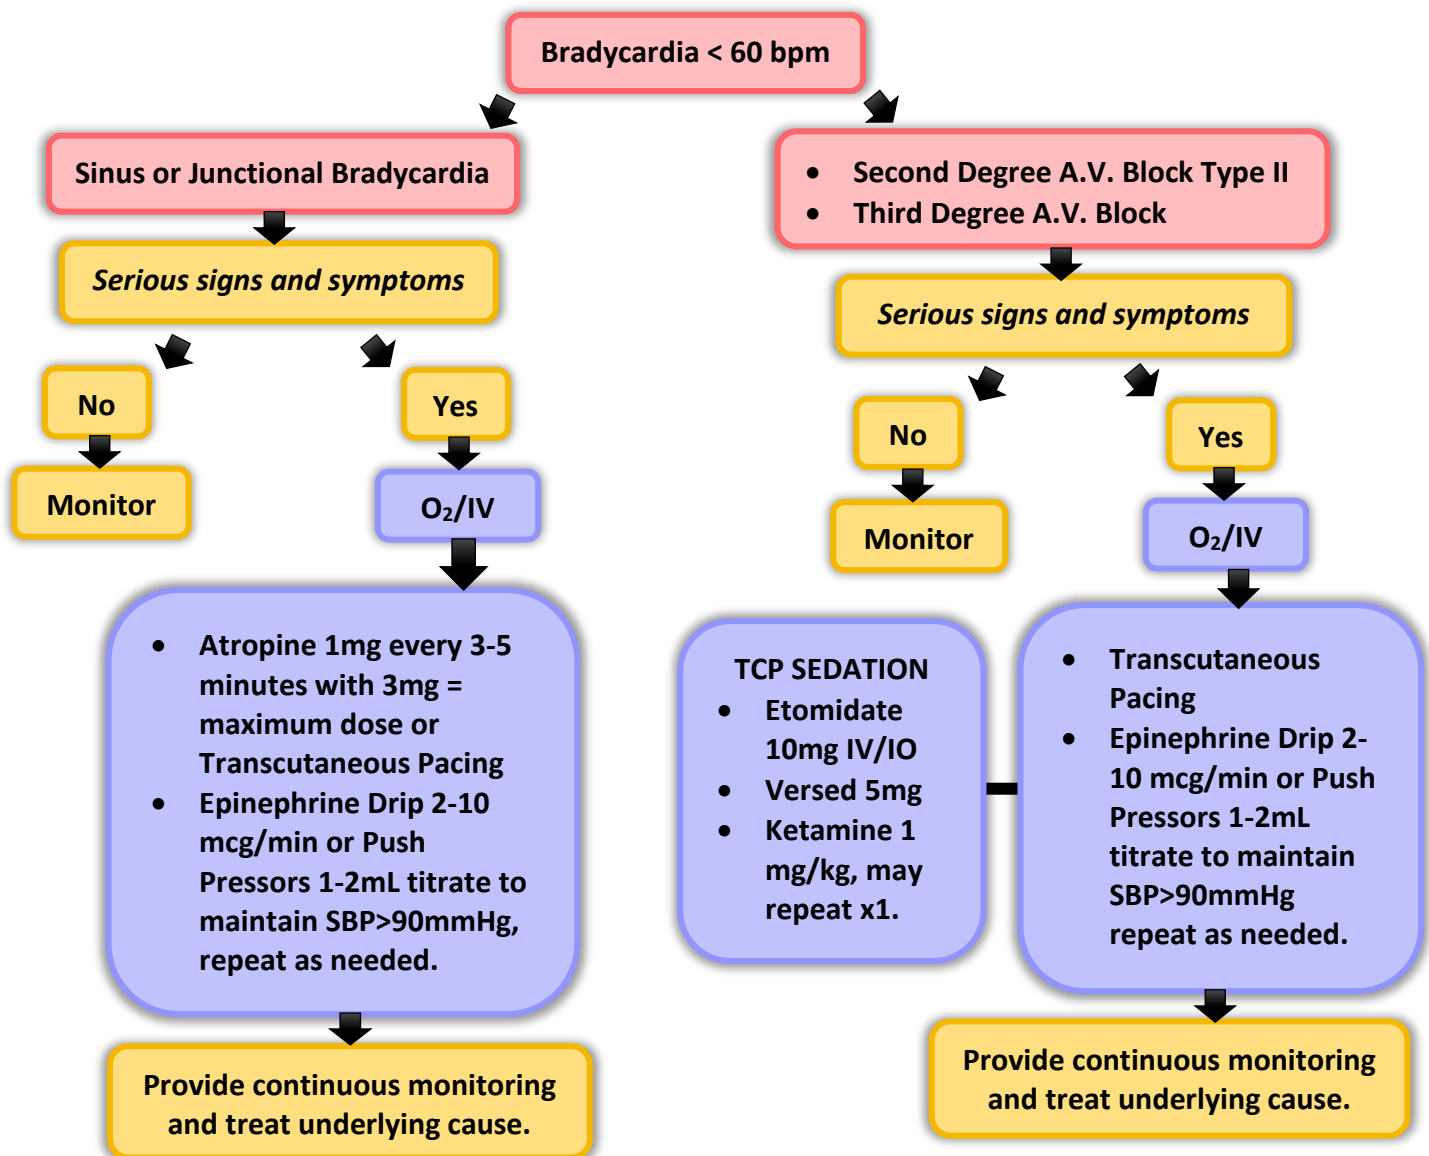 Bradycardia < 60 bpm
Sinus or Junctional Bradycardia
Serious signs and symptoms
No
Yes
Monitor
O₂/IV
• Atropine 1mg every 3-5
minutes with 3mg =
maximum dose or
Transcutaneous Pacing
• Epinephrine Drip 2-10
mcg/min or Push
Pressors 1-2mL titrate to
maintain SBP>90mmHg,
repeat as needed.
Provide continuous monitoring
and treat underlying cause.
• Second Degree A.V. Block Type II
• Third Degree A.V. Block
Serious signs and symptoms
No
Yes
Monitor
O₂/IV
TCP SEDATION
• Etomidate
10mg IV/IO
• Versed 5mg
• Ketamine 1
mg/kg, may
repeat x1.
• Transcutaneous
Pacing
• Epinephrine Drip 2-
10 mcg/min or Push
Pressors 1-2mL
titrate to maintain
SBP>90mmHg
repeat as needed.
Provide continuous monitoring
and treat underlying cause.